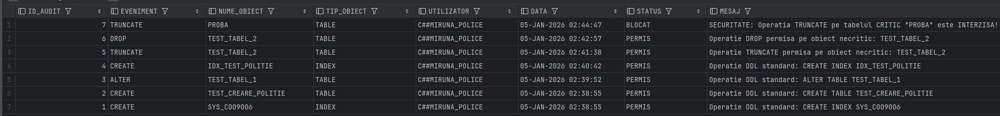 ID_AUDIT EVENIMENT NUME_OBIECT TIP_OBIECT UTILIZATOR DATA STATUS MESAJ
1 7 TRUNCATE PROBA TABLE C##MIRUNA_POLICE 05-JAN-2026 02:44:47 BLOCAT SECURITATE: Operatia TRUNCATE pe tabelul CRITIC "PROBA" este INTERZISA!
2 6 DROP TEST_TABEL_2 TABLE C##MIRUNA_POLICE 05-JAN-2026 02:42:57 PERMIS Operatie DROP permisa pe obiect necritic: TEST_TABEL_2
3 5 TRUNCATE TEST_TABEL_2 TABLE C##MIRUNA_POLICE 05-JAN-2026 02:41:38 PERMIS Operatie TRUNCATE permisa pe obiect necritic: TEST_TABEL_2
4 4 CREATE IDX_TEST_POLITIE INDEX C##MIRUNA_POLICE 05-JAN-2026 02:40:42 PERMIS Operatie DDL standard: CREATE INDEX IDX_TEST_POLITIE
5 3 ALTER TEST_TABEL_1 TABLE C##MIRUNA_POLICE 05-JAN-2026 02:39:52 PERMIS Operatie DDL standard: ALTER TABLE TEST_TABEL_1
6 2 CREATE TEST_CREARE_POLITIE TABLE C##MIRUNA_POLICE 05-JAN-2026 02:38:55 PERMIS Operatie DDL standard: CREATE TABLE TEST_CREARE_POLITIE
7 1 CREATE SYS_C009006 INDEX C##MIRUNA_POLICE 05-JAN-2026 02:38:55 PERMIS Operatie DDL standard: CREATE INDEX SYS_C009006